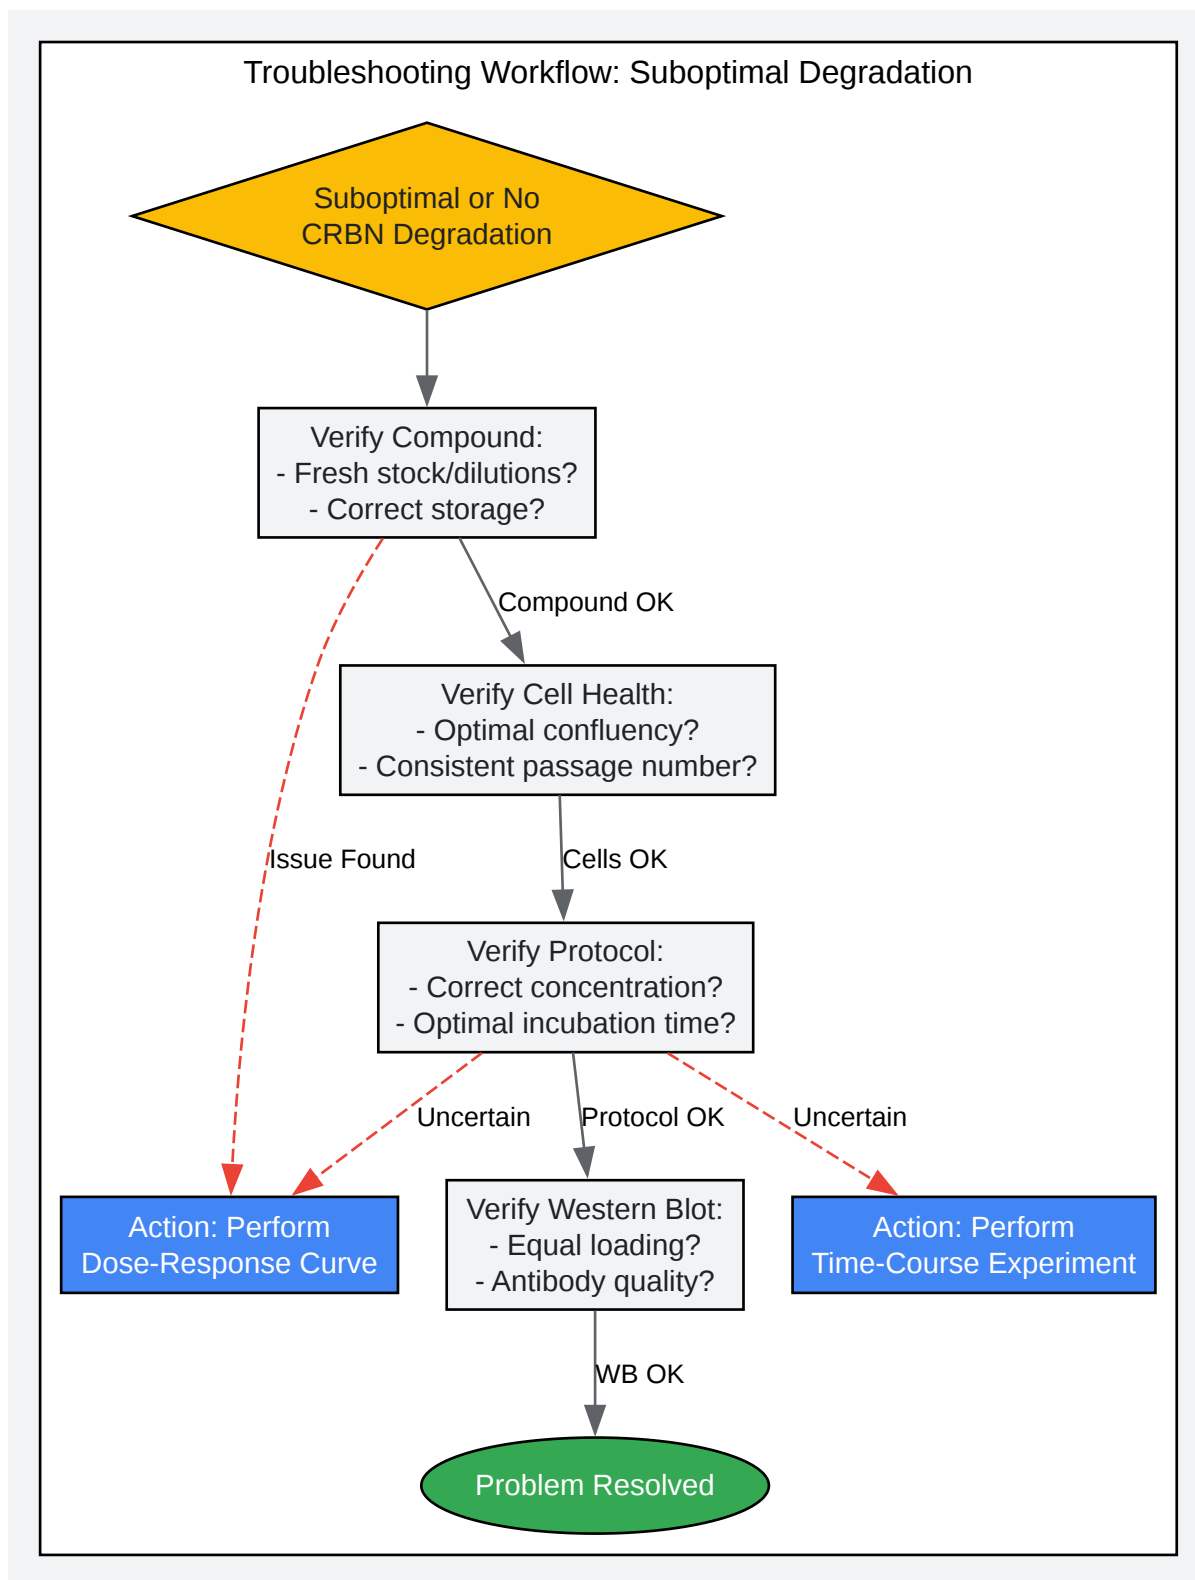 Troubleshooting Workflow: Suboptimal Degradation
Suboptimal or No
CRBN Degradation
Verify Compound:
- Fresh stock/dilutions?
- Correct storage?
Compound OK
Verify Cell Health:
- Optimal confluency?
- Consistent passage number?
Issue Found
Cells OK
Verify Protocol:
- Correct concentration?
- Optimal incubation time?
Uncertain
Protocol OK
Uncertain
Action: Perform
Dose-Response Curve
Verify Western Blot:
- Equal loading?
- Antibody quality?
Action: Perform
Time-Course Experiment
WB OK
Problem Resolved